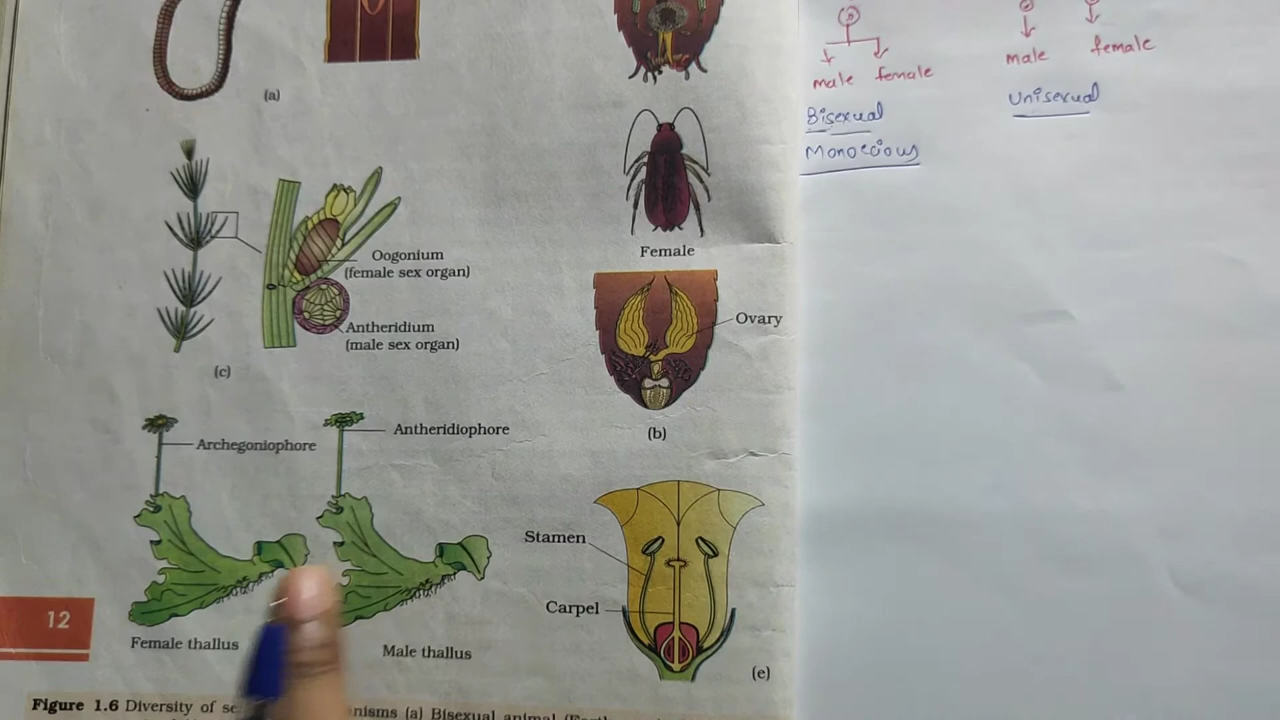 (a)
Oogonium
(female sex organ)
Antheridium
(male sex organ)
(c)
Archegoniophore
Antheridiophore
Female thallus
Male thallus
12
Female
Ovary
(b)
Stamen
Carpel
(e)
Figure 1.6 Diversity of se nisms (a) Bisexual animal
male female
Bisexual
Monoecious
male female
Unisexual